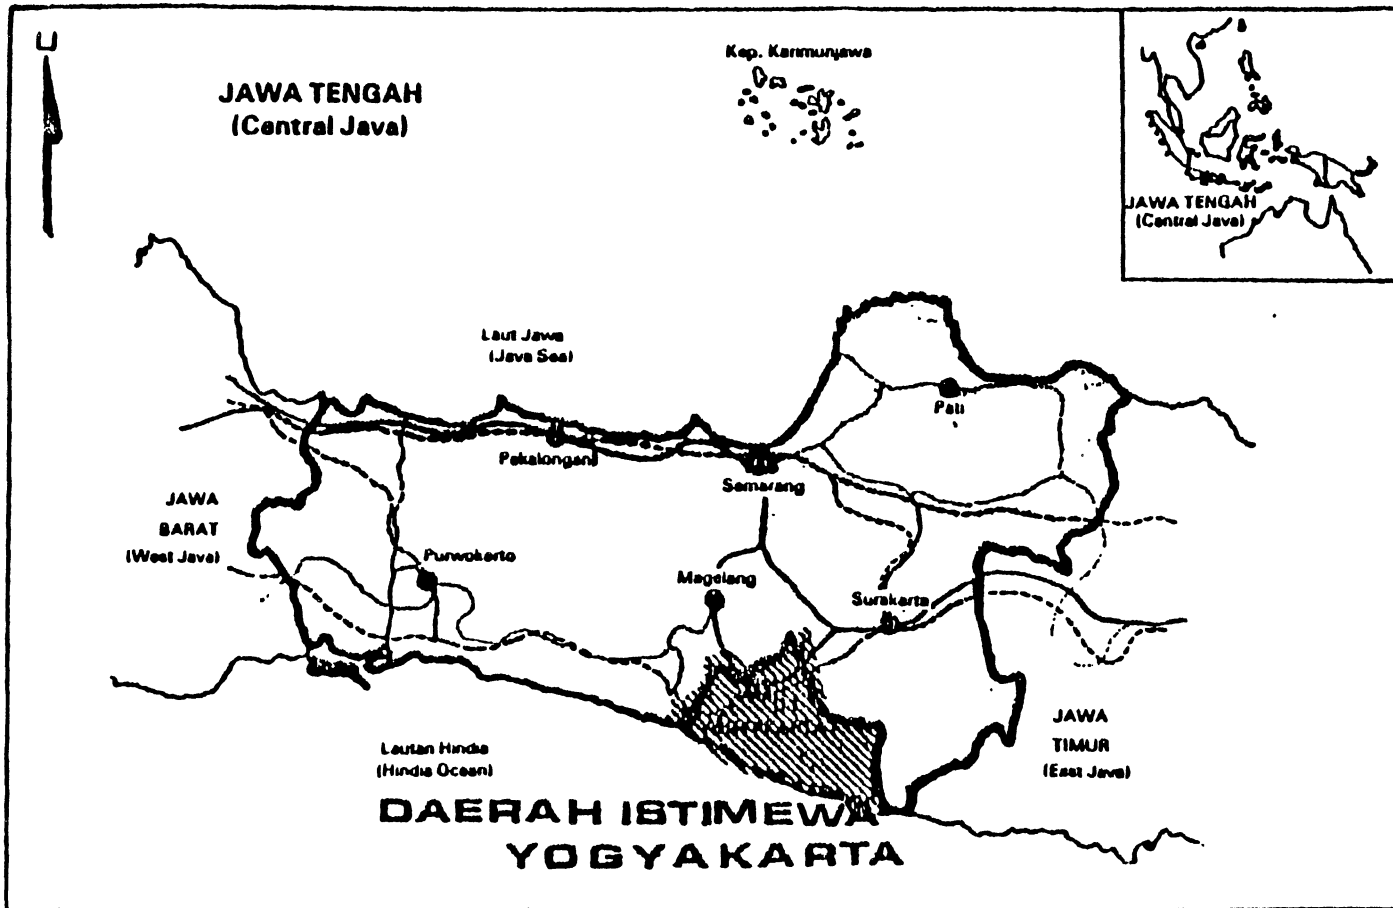 U
JAWA TENGAH
(Central Java)
Kep. Karimunjawa
JAWA TENGAH
(Central Java)
Laut Jawa
(Java Sea)
Pati
Pekalongan
Semarang
JAWA
BARAT
(West Java)
Purwokerto
Magelang
Surakarta
JAWA
TIMUR
(East Java)
Lautan Hindia
(Hindia Ocean)
DAERAH ISTIMEWA
YOGYAKARTA